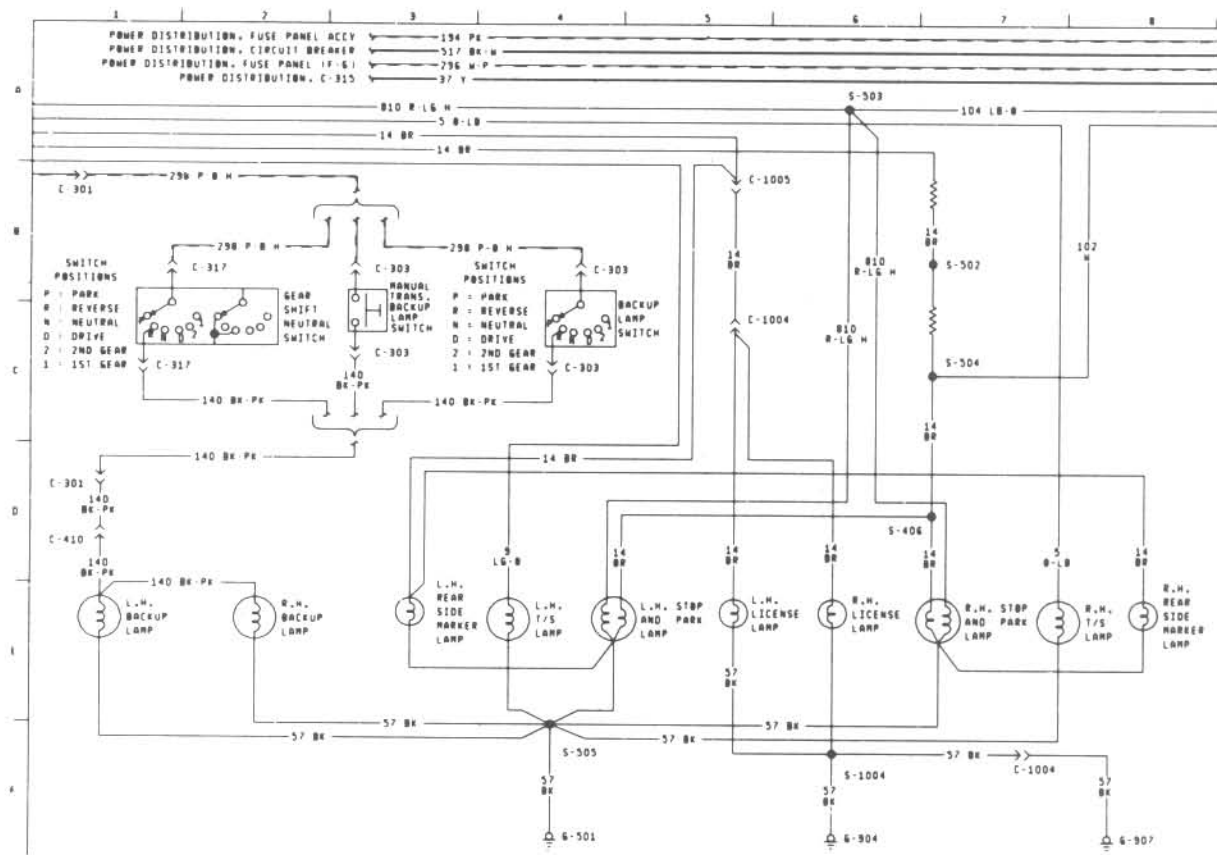 1 2 3 4 5 6 7 8
POWER DISTRIBUTION, FUSE PANEL ACCY 194 PK
POWER DISTRIBUTION, CIRCUIT BREAKER 517 BK-W
POWER DISTRIBUTION, FUSE PANEL (F-6) 296 W-P
POWER DISTRIBUTION, C-315 37 Y
A
S-503
810 R-LG H
104 LB-O
5 O-LB
14 BR
14 BR
C-301
298 P-O H
C-1005
B
14
BR
14
BR
S-502
102
W
810
R-LG H
298 P-O H
298 P-O H
C-317
C-303
C-303
SWITCH
POSITIONS
P = PARK
R = REVERSE
N = NEUTRAL
D = DRIVE
2 = 2ND GEAR
1 = 1ST GEAR
R N D 2 1
GEAR
SHIFT
NEUTRAL
SWITCH
MANUAL
TRANS.
BACKUP
LAMP
SWITCH
SWITCH
POSITIONS
P = PARK
R = REVERSE
N = NEUTRAL
D = DRIVE
2 = 2ND GEAR
1 = 1ST GEAR
R N D 2 1
BACKUP
LAMP
SWITCH
C-1004
810
R-LG H
C
C-317
C-303
C-303
S-504
140
BK-PK
140 BK-PK
140 BK-PK
14
BR
140 BK-PK
14 BR
C-301
140
BK-PK
D
C-410
S-406
140
BK-PK
140 BK-PK
9
LG-O
14
BR
14
BR
14
BR
14
BR
5
O-LB
14
BR
L.H.
BACKUP
LAMP
R.H.
BACKUP
LAMP
L.H.
REAR
SIDE
MARKER
LAMP
L.H.
T/S
LAMP
L.H. STOP
AND PARK
LAMP
L.H.
LICENSE
LAMP
R.H.
LICENSE
LAMP
R.H. STOP
AND PARK
LAMP
R.H.
T/S
LAMP
R.H.
REAR
SIDE
MARKER
LAMP
E
57
BK
57 BK
57 BK
57 BK
57 BK
S-505
S-1004
57 BK
C-1004
57
BK
57
BK
57
BK
F
G-501
G-904
G-907